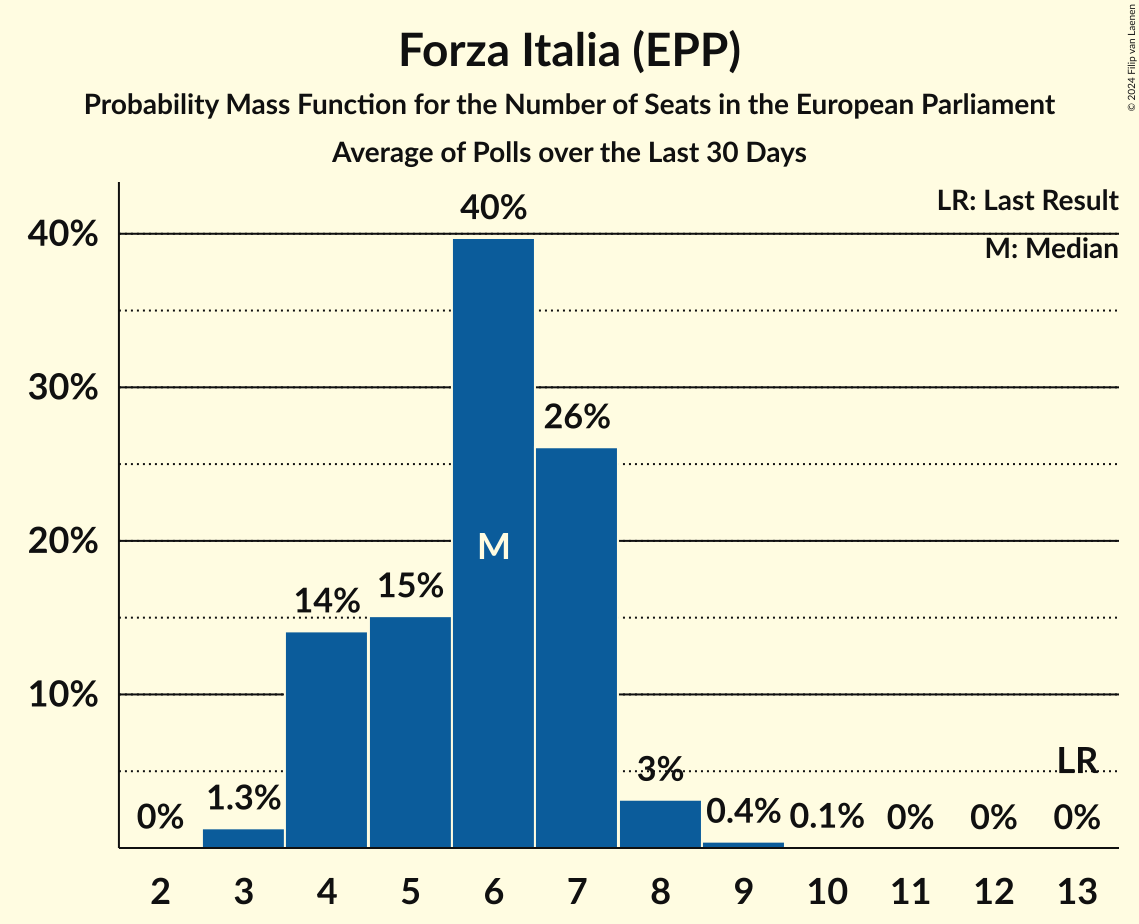 Forza Italia (EPP)
Probability Mass Function for the Number of Seats in the European Parliament
Average of Polls over the Last 30 Days
© 2024 Filip van Laenen
LR: Last Result
M: Median
40%
30%
20%
10%
0%
1.3%
14%
15%
40%
M
26%
3%
0.4%
0.1%
0%
0%
LR
0%
2 3 4 5 6 7 8 9 10 11 12 13